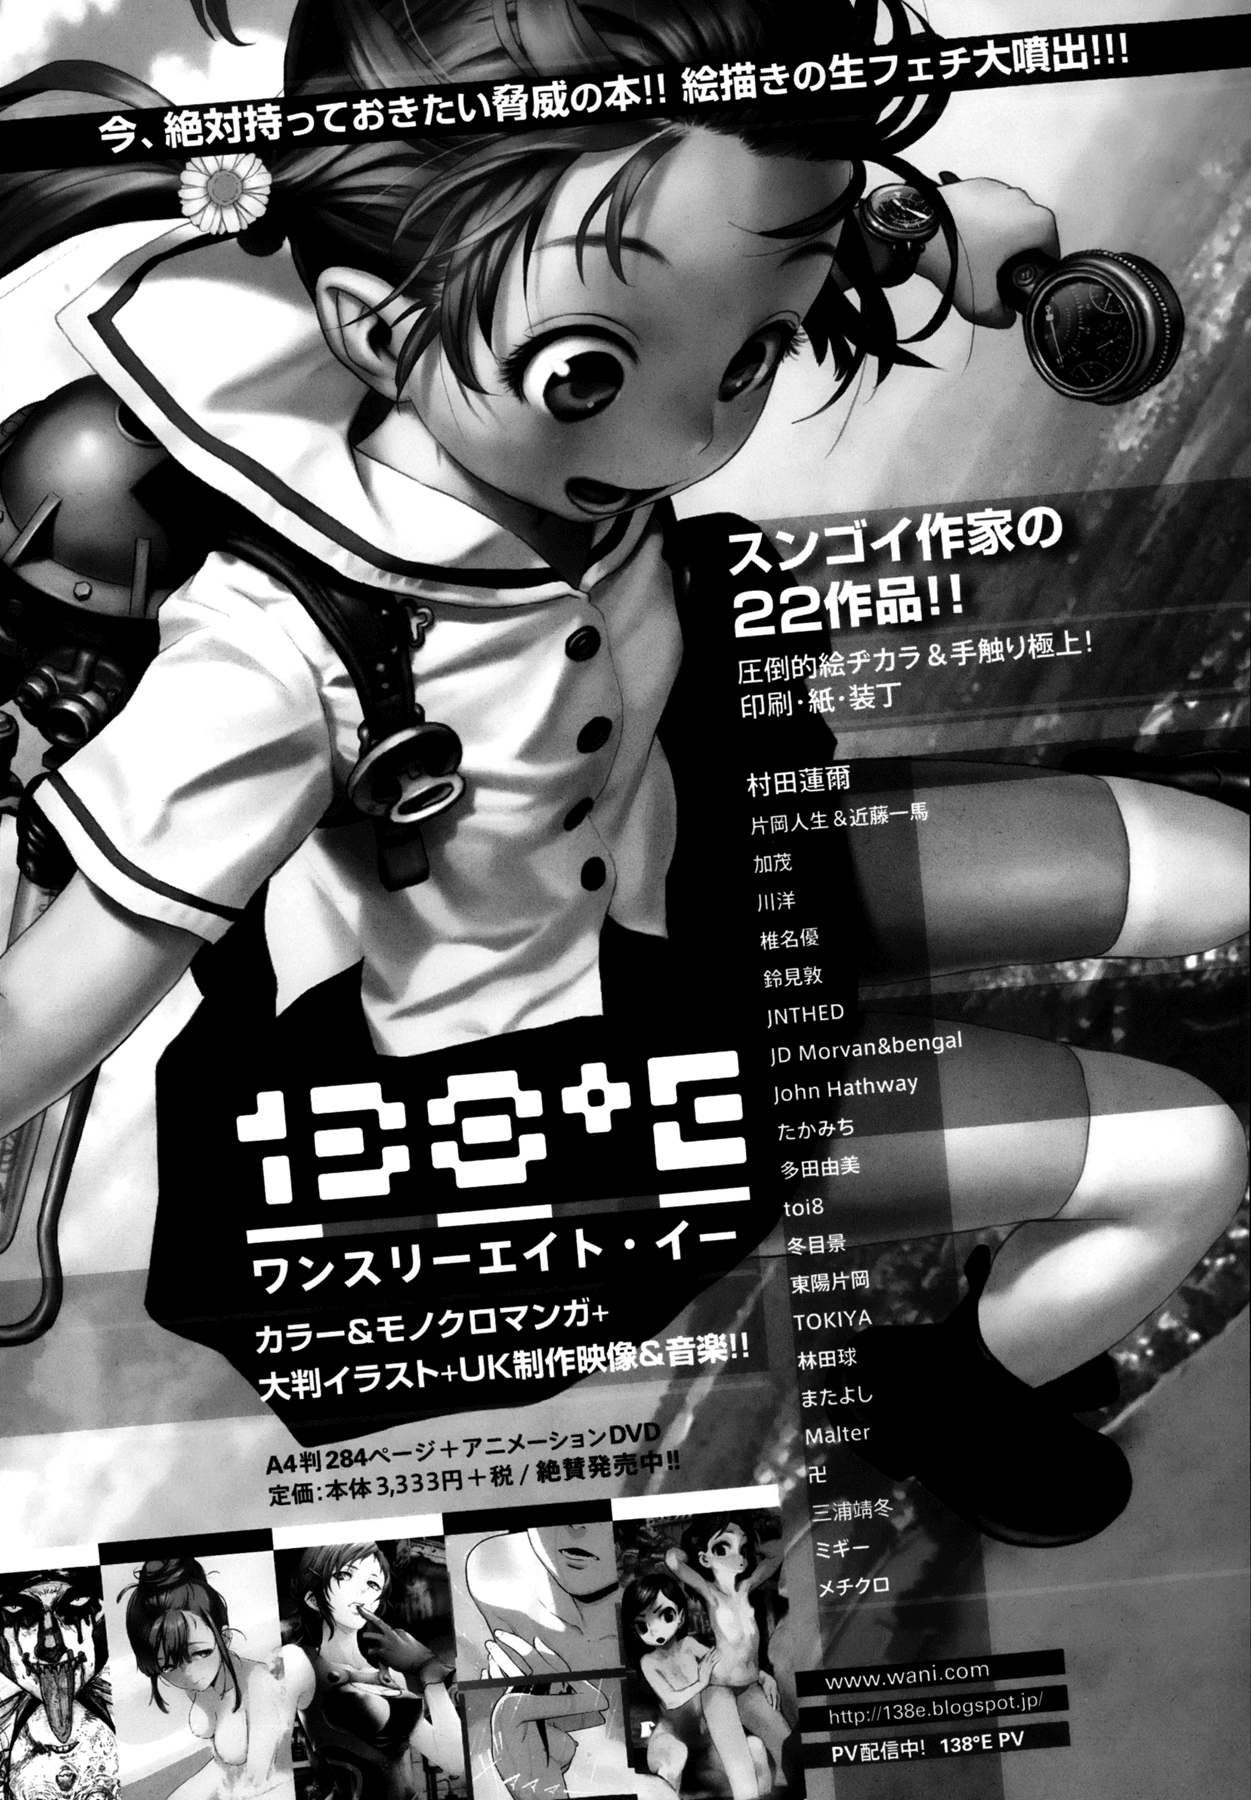 今、絶対持っておきたい脅威の本!! 絵描きの生フェチ大噴出!!!
スンゴイ作家の
22作品!!
圧倒的絵ヂカラ＆手触り極上!
印刷・紙・装丁
村田蓮爾
片岡人生＆近藤一馬
加茂
川洋
椎名優
鈴見敦
JNTHED
JD Morvan&bengal
John Hathway
たかみち
多田由美
toi8
冬目景
東陽片岡
TOKIYA
林田球
またよし
Malter
卍
三浦靖冬
ミギー
メチクロ
138°E
ワンスリーエイト・イー
カラー&モノクロマンガ+
大判イラスト+UK制作映像&音楽!!
A4判284ページ＋アニメーションDVD
定価:本体3,333円＋税/絶賛発売中!!
www.wani.com
http://138e.blogspot.jp/
PV配信中! 138°E PV